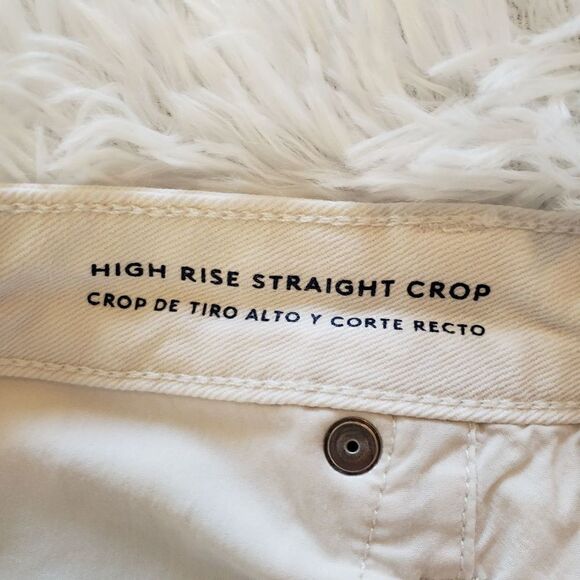 HIGH RISE STRAIGHT CROP
CROP DE TIRO ALTO Y CORTE RECTO